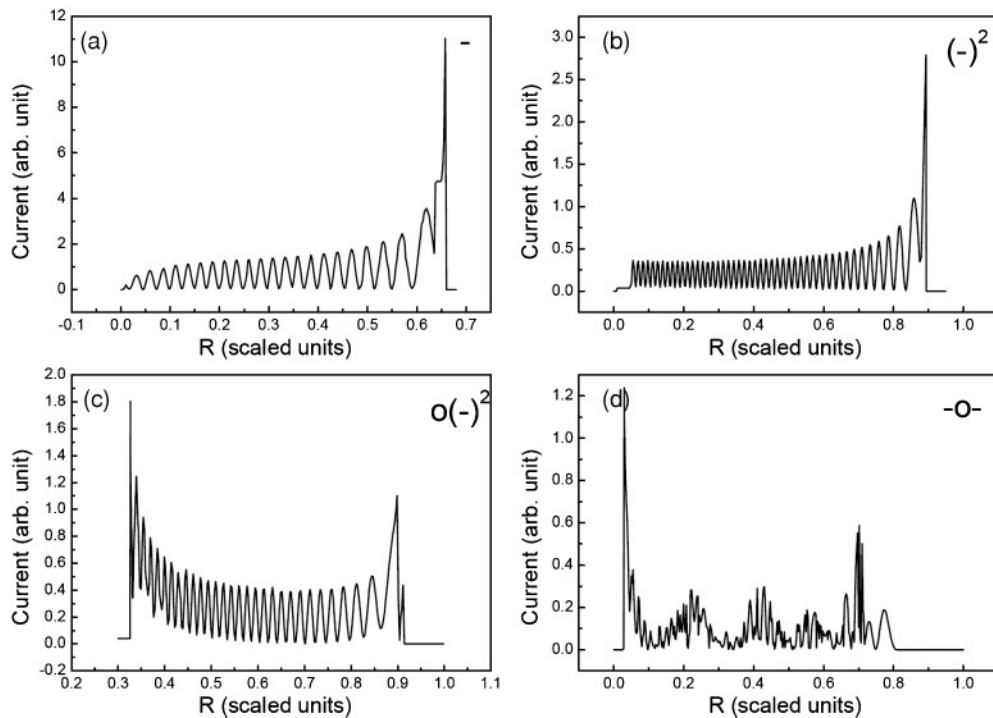 (a)
-
Current (arb. unit)
12
10
8
6
4
2
0
-0.1 0.0 0.1 0.2 0.3 0.4 0.5 0.6 0.7
R (scaled units)
(b)
(-)²
Current (arb. unit)
3.0
2.5
2.0
1.5
1.0
0.5
0.0
0.0 0.2 0.4 0.6 0.8 1.0
R (scaled units)
(c)
o(-)²
Current (arb. unit)
2.0
1.8
1.6
1.4
1.2
1.0
0.8
0.6
0.4
0.2
0.0
-0.2
0.2 0.3 0.4 0.5 0.6 0.7 0.8 0.9 1.0 1.1
R (scaled units)
(d)
-o-
Current (arb. unit)
1.2
1.0
0.8
0.6
0.4
0.2
0.0
0.0 0.2 0.4 0.6 0.8 1.0
R (scaled units)